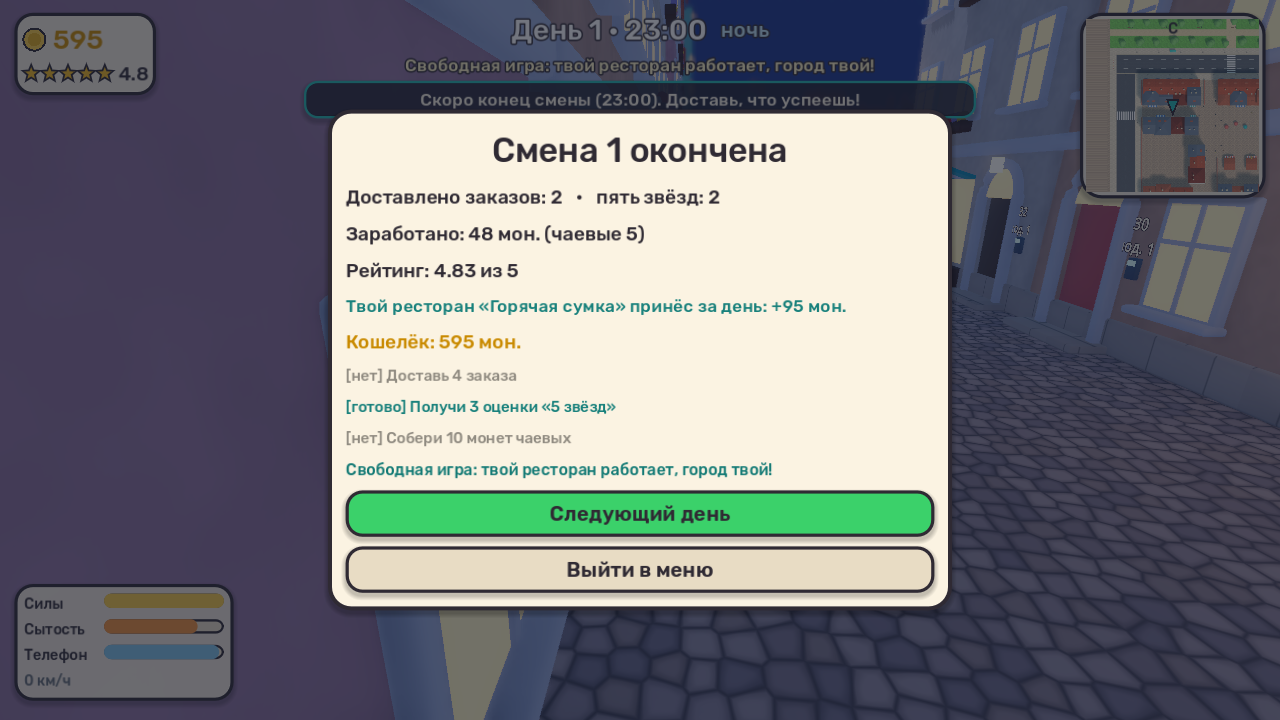 595
4.8
День 1 • 23:00 ночь
Свободная игра: твой ресторан работает, город твой!
Скоро конец смены (23:00). Доставь, что успеешь!
С
Смена 1 окончена
Доставлено заказов: 2 • пять звёзд: 2
Заработано: 48 мон. (чаевые 5)
Рейтинг: 4.83 из 5
Твой ресторан «Горячая сумка» принёс за день: +95 мон.
Кошелёк: 595 мон.
[нет] Доставь 4 заказа
[готово] Получи 3 оценки «5 звёзд»
[нет] Собери 10 монет чаевых
Свободная игра: твой ресторан работает, город твой!
Следующий день
Выйти в меню
30
Силы
Сытость
Телефон
0 км/ч